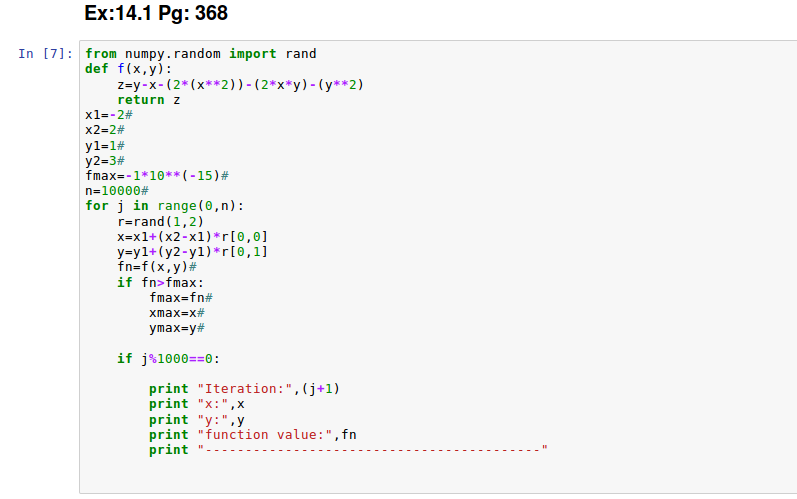 Ex:14.1 Pg: 368
In [7]:
from numpy.random import rand
def f(x,y):
    z=y-x-(2*(x**2))-(2*x*y)-(y**2)
    return z
x1=-2#
x2=2#
y1=1#
y2=3#
fmax=-1*10**(-15)#
n=10000#
for j in range(0,n):
    r=rand(1,2)
    x=x1+(x2-x1)*r[0,0]
    y=y1+(y2-y1)*r[0,1]
    fn=f(x,y)#
    if fn>fmax:
        fmax=fn#
        xmax=x#
        ymax=y#
    if j%1000==0:
        print "Iteration:",(j+1)
        print "x:",x
        print "y:",y
        print "function value:",fn
        print "------------------------------------------"